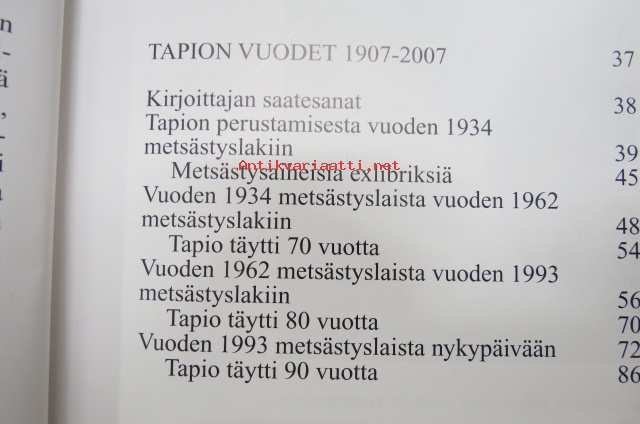 TAPION VUODET 1907-2007 37
Kirjoittajan saatesanat 38
Tapion perustamisesta vuoden 1934
metsästyslakiin 39
Antikvariaatti.net
Metsästysaiheisia exlibriksiä 45
Vuoden 1934 metsästyslaista vuoden 1962
metsästyslakiin 48
Tapio täytti 70 vuotta 54
Vuoden 1962 metsästyslaista vuoden 1993
metsästyslakiin 56
Tapio täytti 80 vuotta 70
Vuoden 1993 metsästyslaista nykypäivään 72
Tapio täytti 90 vuotta 86